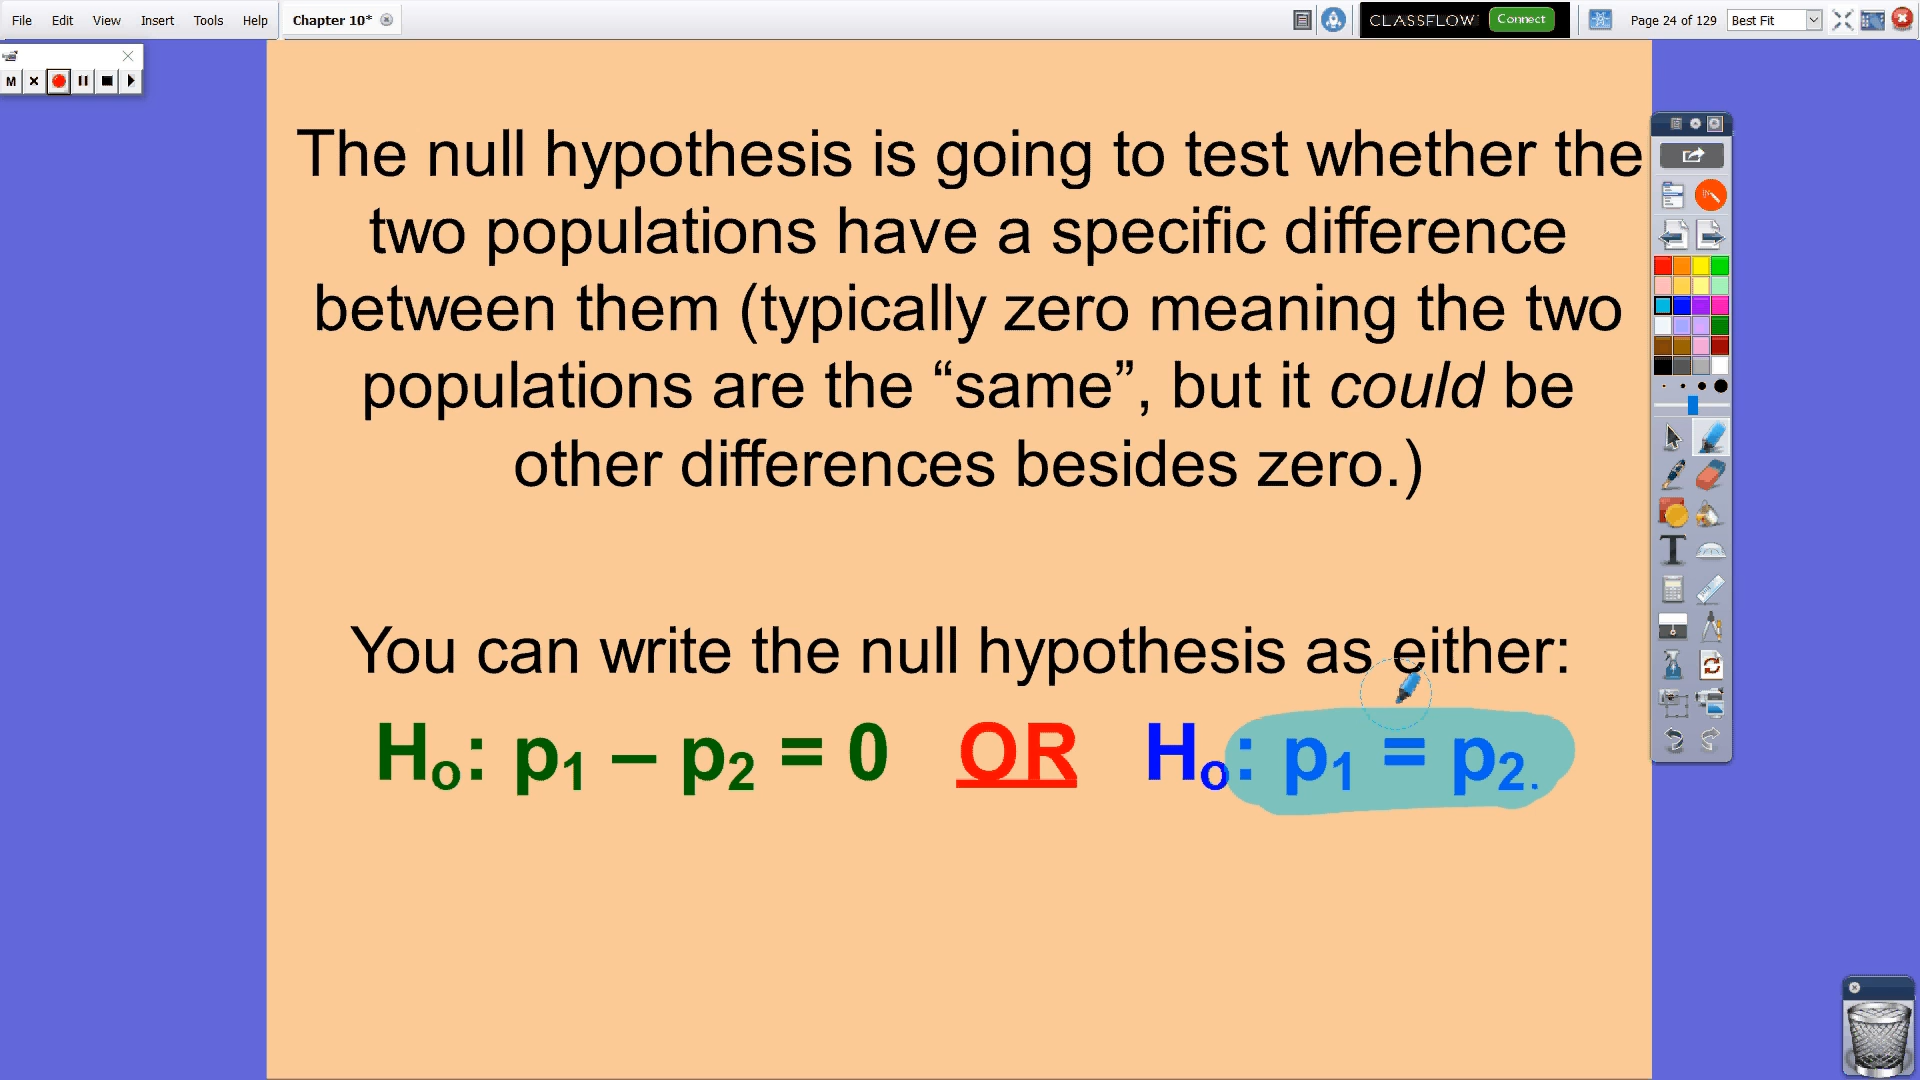 File Edit View Insert Tools Help Chapter 10* CLASSFLOW Connect Page 24 of 129 Best Fit
M
The null hypothesis is going to test whether the
two populations have a specific difference
between them (typically zero meaning the two
populations are the “same”, but it could be
other differences besides zero.)
You can write the null hypothesis as either:
Ho: p1 – p2 = 0 OR Ho: p1 = p2.
T